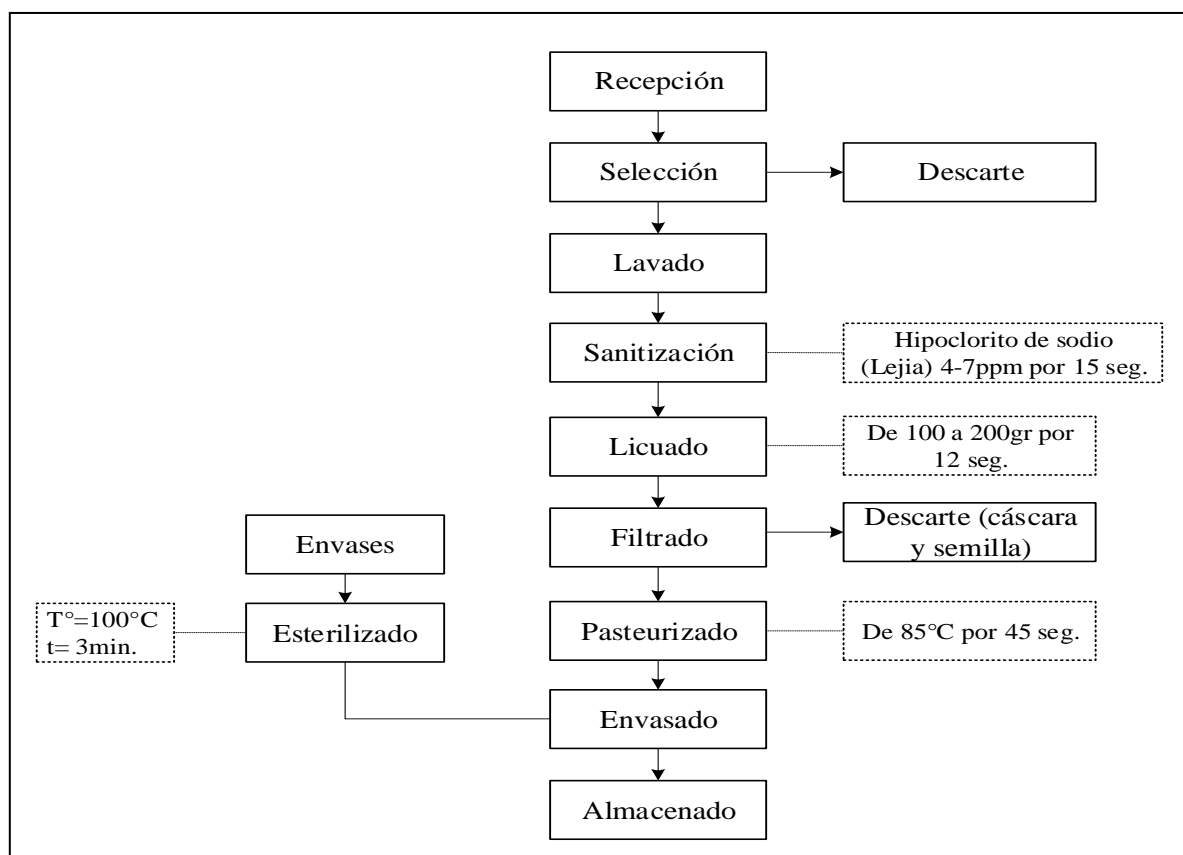 Recepción
Selección
Descarte
Lavado
Sanitización
Hipoclorito de sodio
(Lejia) 4-7ppm por 15 seg.
Licuado
De 100 a 200gr por
12 seg.
Filtrado
Descarte (cáscara
y semilla)
Envases
T°=100°C
t= 3min.
Esterilizado
Pasteurizado
De 85°C por 45 seg.
Envasado
Almacenado